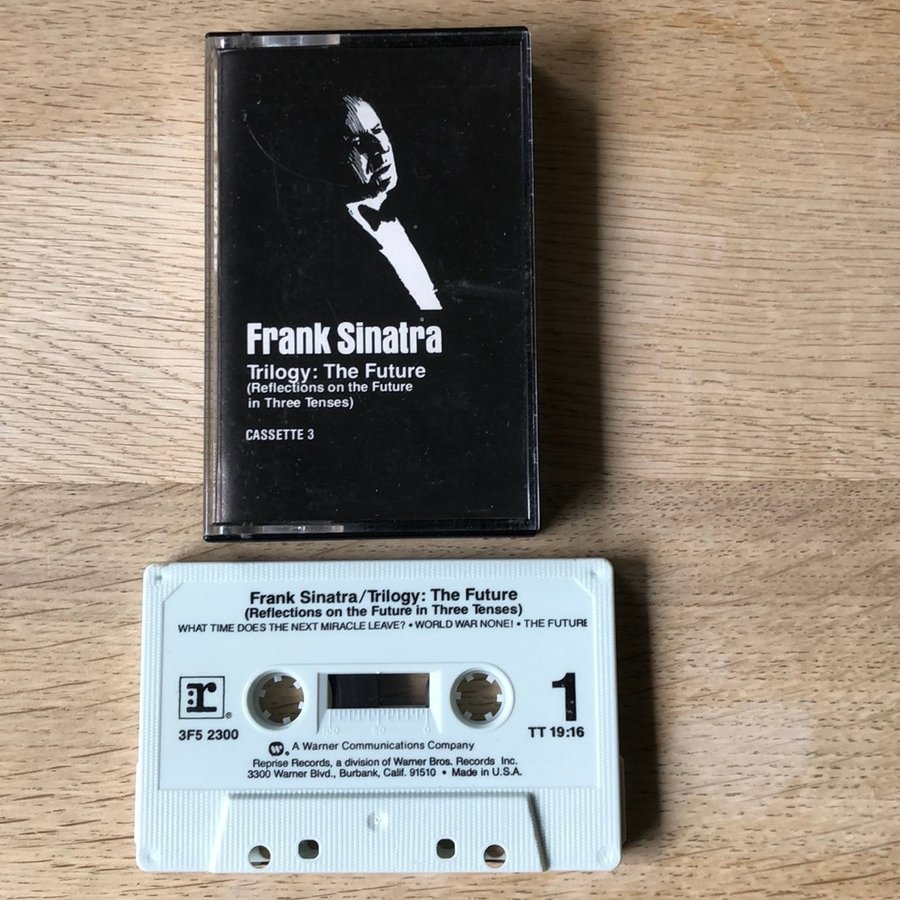 Frank Sinatra
Trilogy: The Future
(Reflections on the Future
in Three Tenses)
CASSETTE 3
Frank Sinatra/Trilogy: The Future
(Reflections on the Future in Three Tenses)
WHAT TIME DOES THE NEXT MIRACLE LEAVE? • WORLD WAR NONE! • THE FUTURE
r ®
1
3F5 2300
TT 19:16
100 50 0
W ® A Warner Communications Company
Reprise Records, a division of Warner Bros. Records Inc.
3300 Warner Blvd., Burbank, Calif. 91510 • Made in U.S.A.